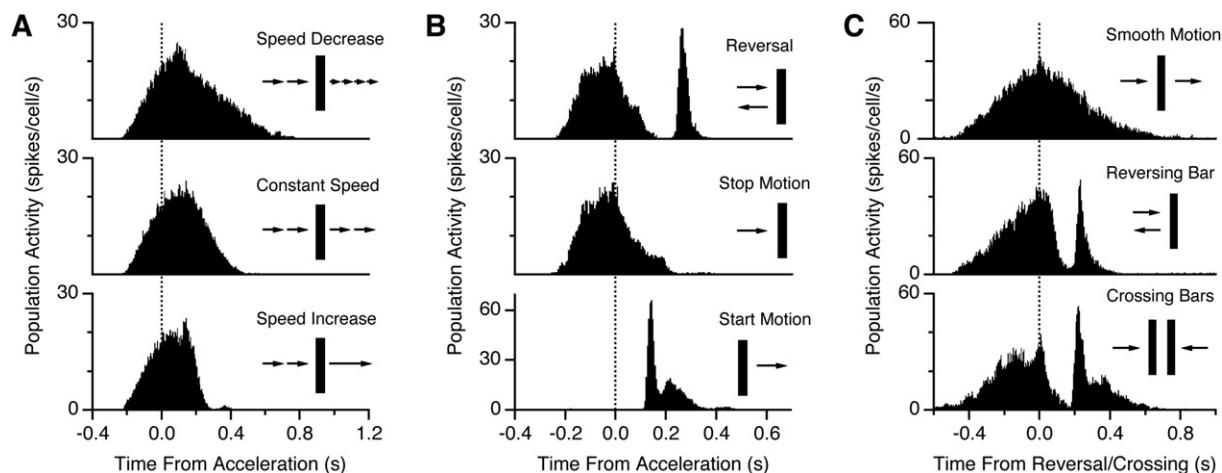 A
Population Activity (spikes/cell/s)
30
Speed Decrease
30
Constant Speed
30
Speed Increase
0
-0.4 0.0 0.4 0.8 1.2
Time From Acceleration (s)
B
Population Activity (spikes/cell/s)
30
Reversal
30
Stop Motion
60
30
0
Start Motion
-0.4 -0.2 0.0 0.2 0.4 0.6
Time From Acceleration (s)
C
Population Activity (spikes/cell/s)
60
0
Smooth Motion
60
0
Reversing Bar
60
0
Crossing Bars
-0.4 0.0 0.4 0.8
Time From Reversal/Crossing (s)